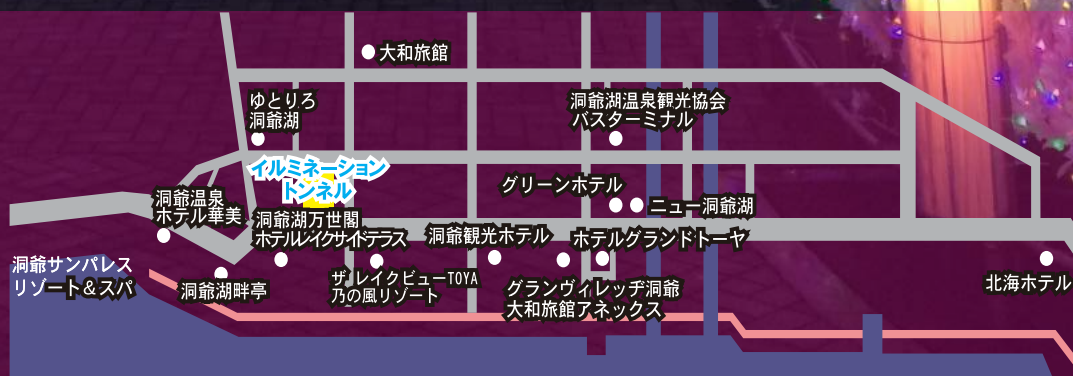 大和旅館
ゆとりろ
洞爺湖
洞爺湖温泉観光協会
バスターミナル
イルミネーション
トンネル
グリーンホテル
ニュー洞爺湖
洞爺温泉
ホテル華美
洞爺湖万世閣
ホテルレイクサイドテラス
洞爺観光ホテル
ホテルグランドトーヤ
洞爺サンパレス
リゾート＆スパ
洞爺湖畔亭
ザ レイクビューTOYA
乃の風リゾート
グランヴィレッヂ洞爺
大和旅館アネックス
北海ホテル